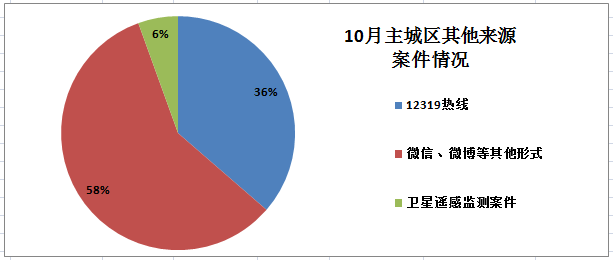 10月主城区其他来源
案件情况
6%
36%
58%
12319热线
微信、微博等其他形式
卫星遥感监测案件